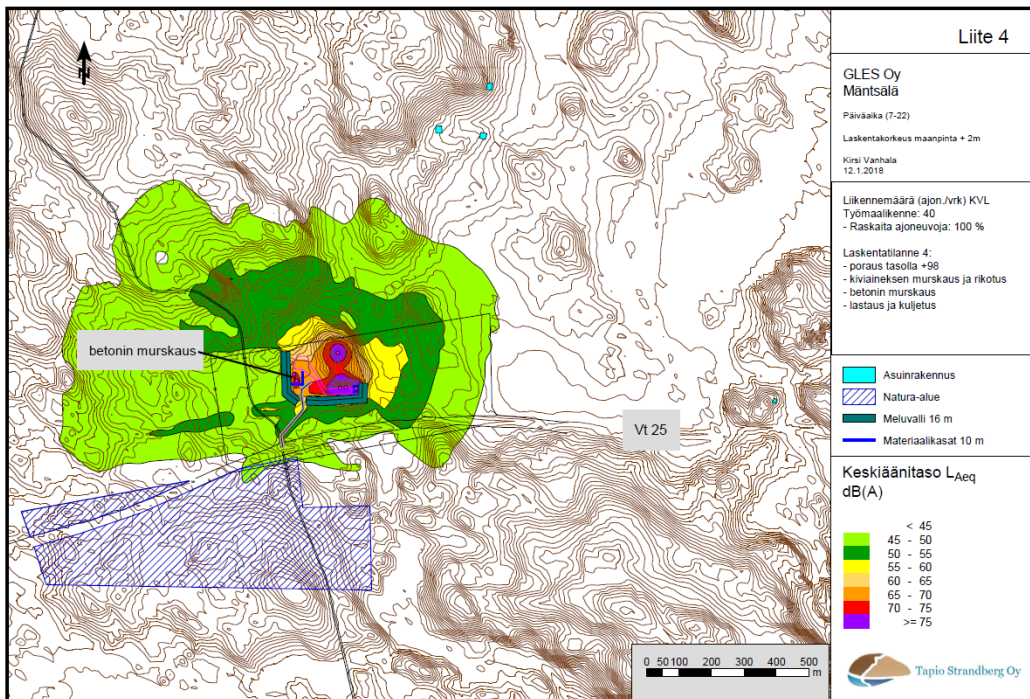 Liite 4
GLES Oy
Mäntsälä
Päiväaika (7-22)
Laskentakorkeus maanpinta + 2m
Kirsi Vanhala
12.1.2018
Liikennemäärä (ajon./vrk) KVL
Työmaalikenne: 40
- Raskaita ajoneuvoja: 100 %
Laskentatilanne 4:
- poraus tasolla +98
- kiviaineksen murskaus ja rikotus
- betonin murskaus
- lastaus ja kuljetus
Asuinrakennus
Natura-alue
Meluvalli 16 m
Materiaalikasat 10 m
Keskiäänitaso LAeq
dB(A)
< 45
45 - 50
50 - 55
55 - 60
60 - 65
65 - 70
70 - 75
>= 75
Tapio Strandberg Oy
N
betonin murskaus
Vt 25
0 50 100 200 300 400 500
m